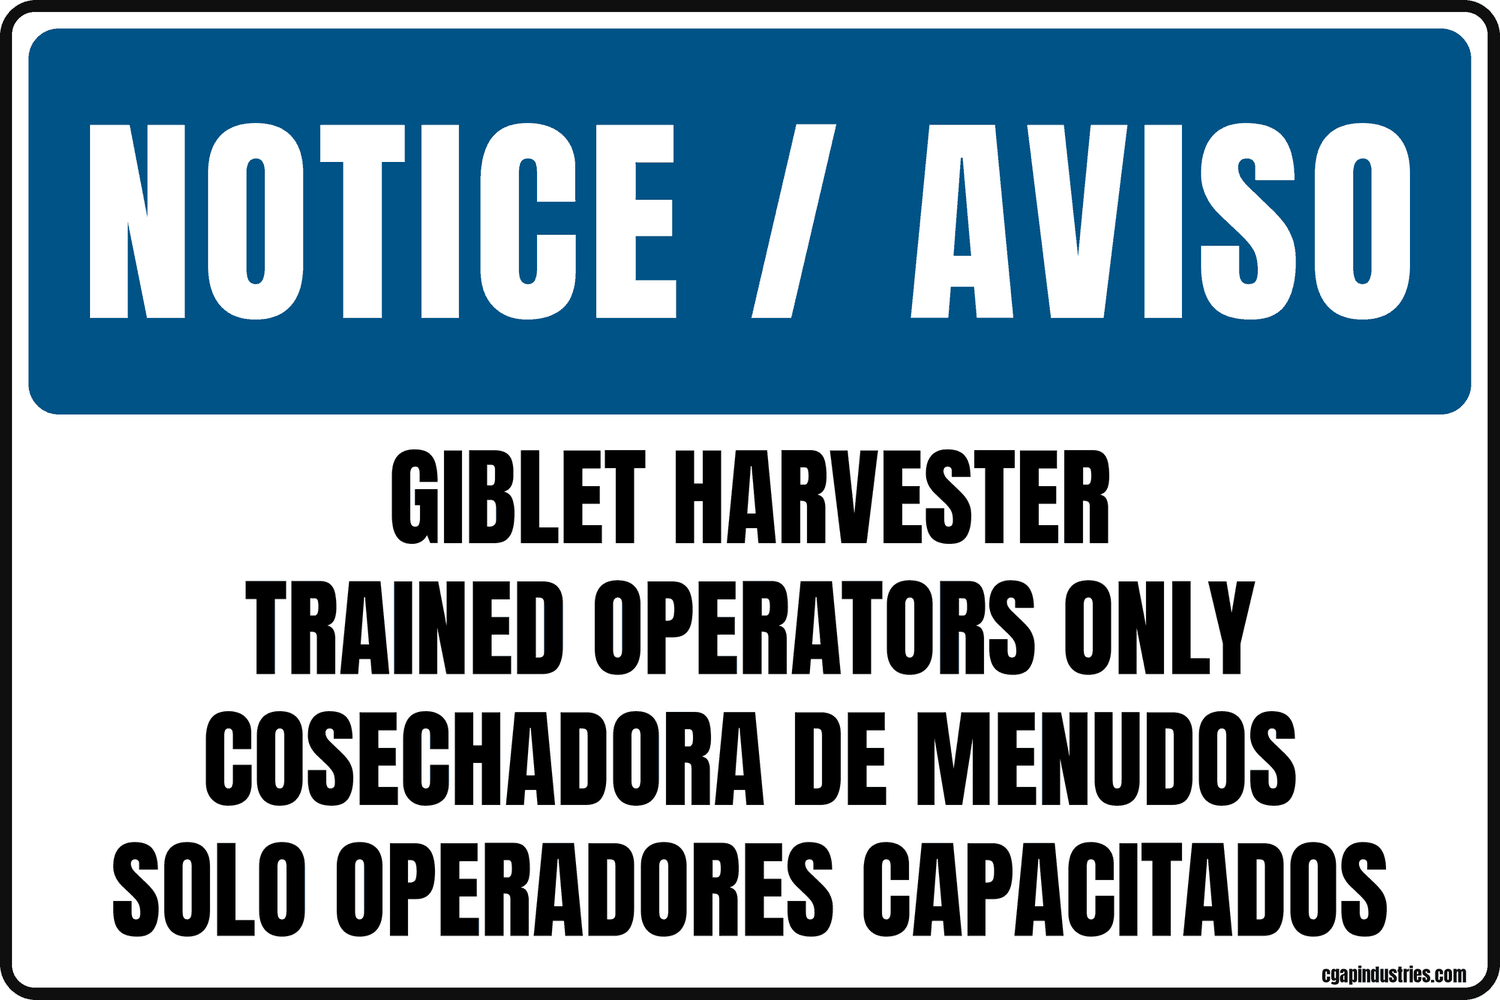 NOTICE / AVISO
GIBLET HARVESTER
TRAINED OPERATORS ONLY
COSECHADORA DE MENUDOS
SOLO OPERADORES CAPACITADOS
cgapindustries.com